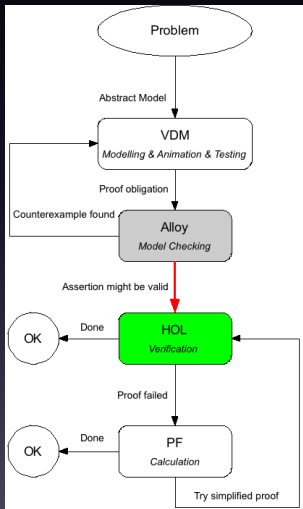 Problem
Abstract Model
VDM
Modelling & Animation & Testing
Proof obligation
Counterexample found
Alloy
Model Checking
Assertion might be valid
OK
Done
HOL
Verification
Proof failed
OK
Done
PF
Calculation
Try simplified proof